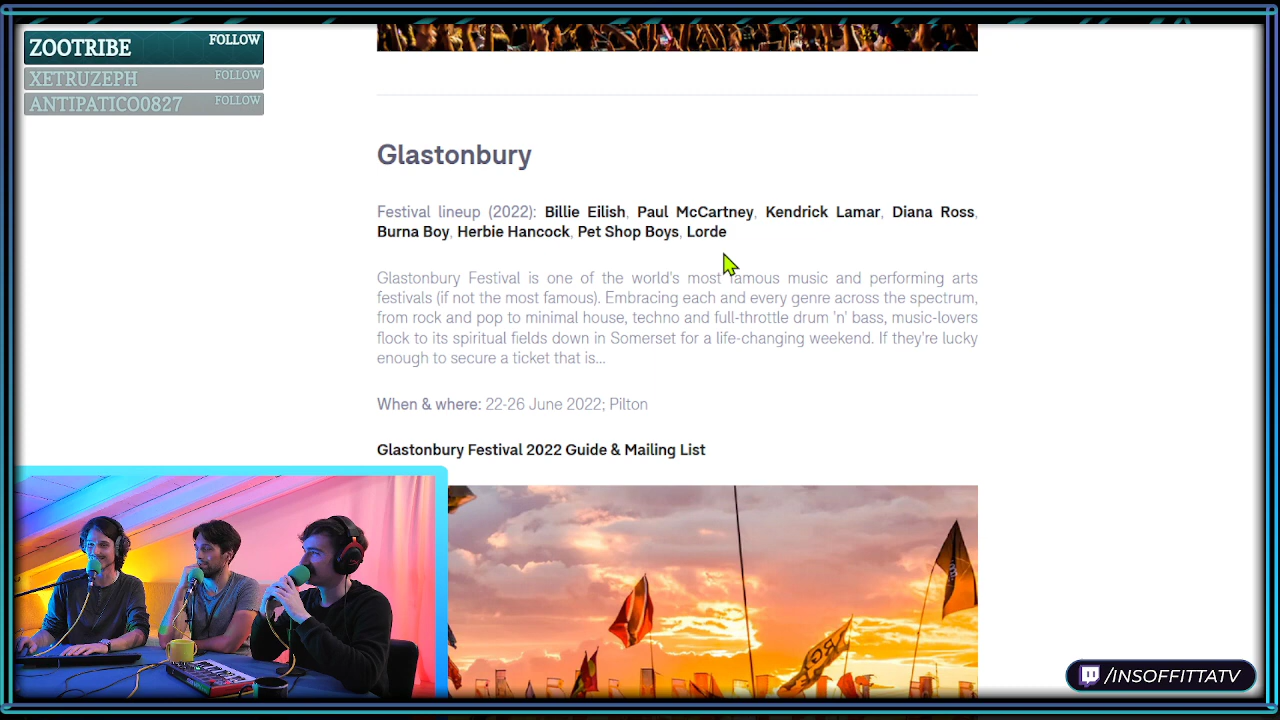 ZOOTRIBE FOLLOW
XETRUZEPH FOLLOW
ANTIPATICO0827 FOLLOW
Glastonbury
Festival lineup (2022): Billie Eilish, Paul McCartney, Kendrick Lamar, Diana Ross,
Burna Boy, Herbie Hancock, Pet Shop Boys, Lorde
Glastonbury Festival is one of the world's most famous music and performing arts
festivals (if not the most famous). Embracing each and every genre across the spectrum,
from rock and pop to minimal house, techno and full-throttle drum 'n' bass, music-lovers
flock to its spiritual fields down in Somerset for a life-changing weekend. If they're lucky
enough to secure a ticket that is...
When & where: 22-26 June 2022; Pilton
Glastonbury Festival 2022 Guide & Mailing List
/INSOFFITTATV